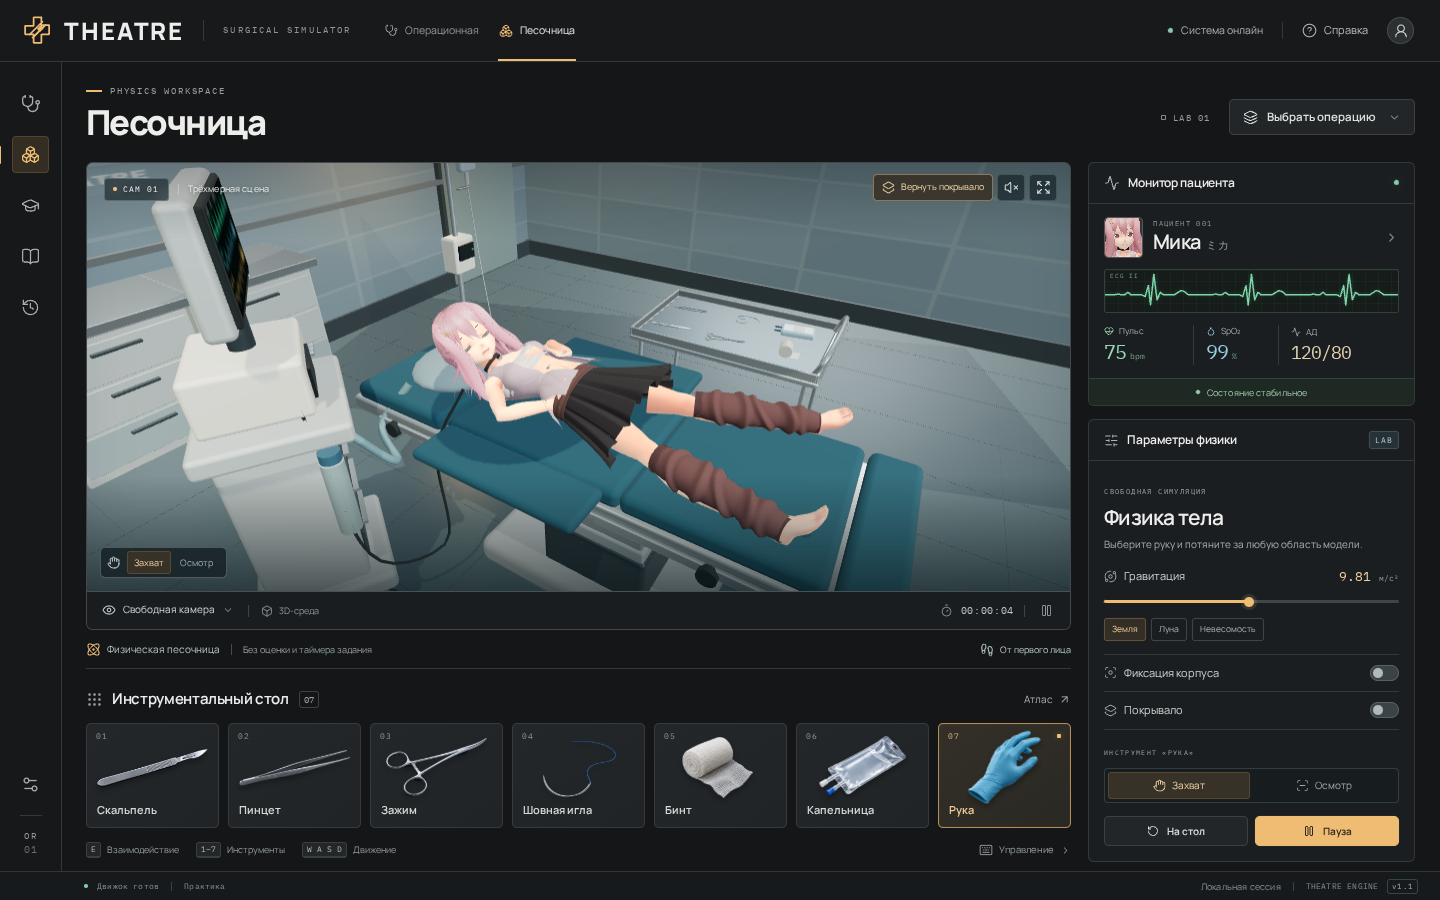 THEATRE
SURGICAL SIMULATOR
Операционная
Песочница
Система онлайн
Справка
PHYSICS WORKSPACE
Песочница
LAB 01
Выбрать операцию
CAM 01
Трёхмерная сцена
Вернуть покрывало
Захват
Осмотр
Свободная камера
3D-среда
00:00:04
Физическая песочница
Без оценки и таймера задания
От первого лица
Монитор пациента
ПАЦИЕНТ 001
Мика ミカ
ECG II
Пульс
75 bpm
SpO₂
99 %
АД
120/80
Состояние стабильное
Параметры физики
LAB
СВОБОДНАЯ СИМУЛЯЦИЯ
Физика тела
Выберите руку и потяните за любую область модели.
Гравитация
9.81 м/с²
Земля
Луна
Невесомость
Фиксация корпуса
Покрывало
ИНСТРУМЕНТ «РУКА»
Захват
Осмотр
На стол
Пауза
Инструментальный стол
07
Атлас
01
Скальпель
02
Пинцет
03
Зажим
04
Шовная игла
05
Бинт
06
Капельница
07
Рука
E Взаимодействие
1–7 Инструменты
W A S D Движение
Управление
OR
01
Движок готов
Практика
Локальная сессия
THEATRE ENGINE
v1.1